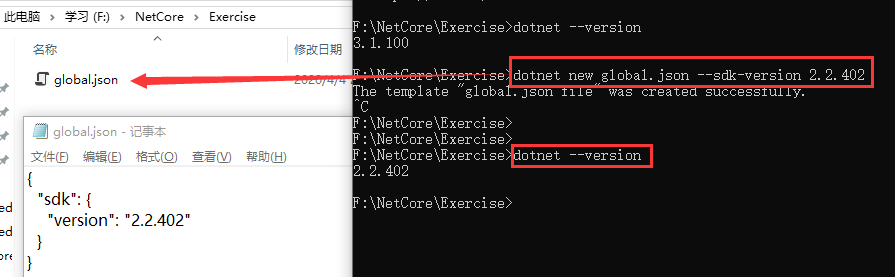 此电脑 > 学习 (F:) > NetCore > Exercise
名称
修改日期
global.json
2020/4/4
global.json - 记事本
文件(F) 编辑(E) 格式(O) 查看(V) 帮助(H)
{
"sdk": {
"version": "2.2.402"
}
}
F:\NetCore\Exercise>dotnet --version
3.1.100
F:\NetCore\Exercise>dotnet new global.json --sdk-version 2.2.402
The template "global.json file" was created successfully.
^C
F:\NetCore\Exercise>
F:\NetCore\Exercise>
F:\NetCore\Exercise>dotnet --version
2.2.402
F:\NetCore\Exercise>